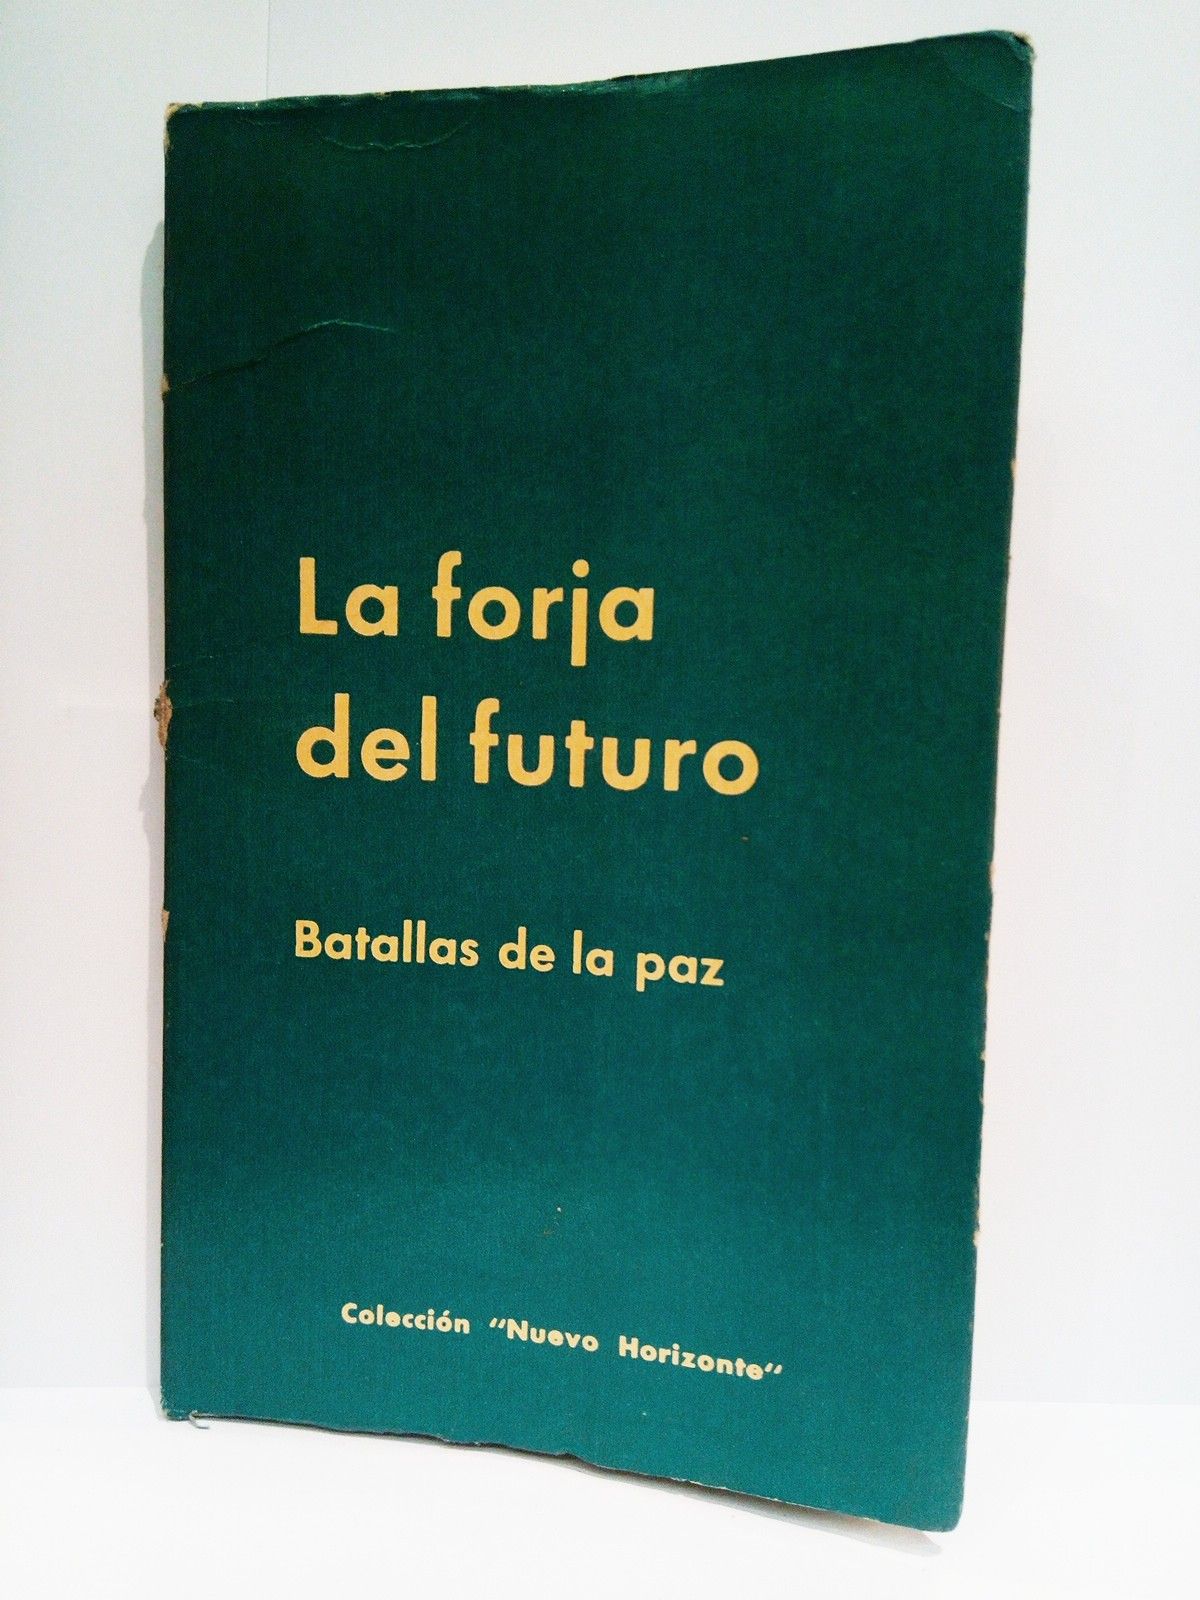 La forja
del futuro
Batallas de la paz
Colección "Nuevo Horizonte"